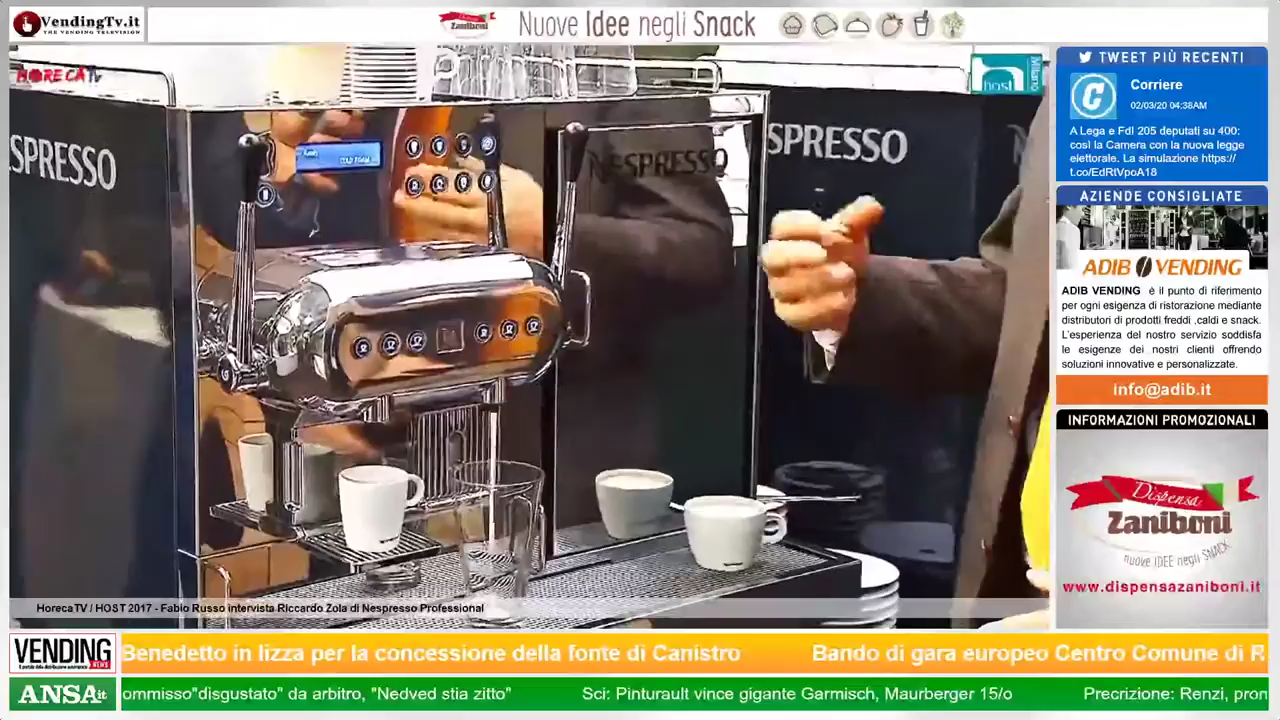 VendingTv.it
THE VENDING TELEVISION
Dispensa
Zaniboni
Nuove Idee negli Snack
HORECATV
host
Milano
SPRESSO
NESPRESSO
SPRESSO
N
HorecaTV / HOST 2017 - Fabio Russo intervista Riccardo Zola di Nespresso Professional
TWEET PIÙ RECENTI
Corriere
02/03/20 04:38AM
A Lega e FdI 205 deputati su 400:
così la Camera con la nuova legge
elettorale. La simulazione https://
t.co/EdRtVpoA18
AZIENDE CONSIGLIATE
ADIB VENDING
ADIB VENDING è il punto di riferimento
per ogni esigenza di ristorazione mediante
distributori di prodotti freddi ,caldi e snack.
L'esperienza del nostro servizio soddisfa
le esigenze dei nostri clienti offrendo
soluzioni innovative e personalizzate.
info@adib.it
INFORMAZIONI PROMOZIONALI
Dispensa
Zaniboni
nuove IDEE negli SNACK
www.dispensazaniboni.it
VENDING
NEWS
Benedetto in lizza per la concessione della fonte di Canistro Bando di gara europeo Centro Comune di R
ANSA.it
ommisso"disgustato" da arbitro, "Nedved stia zitto" Sci: Pinturault vince gigante Garmisch, Maurberger 15/o Precrizione: Renzi, pron